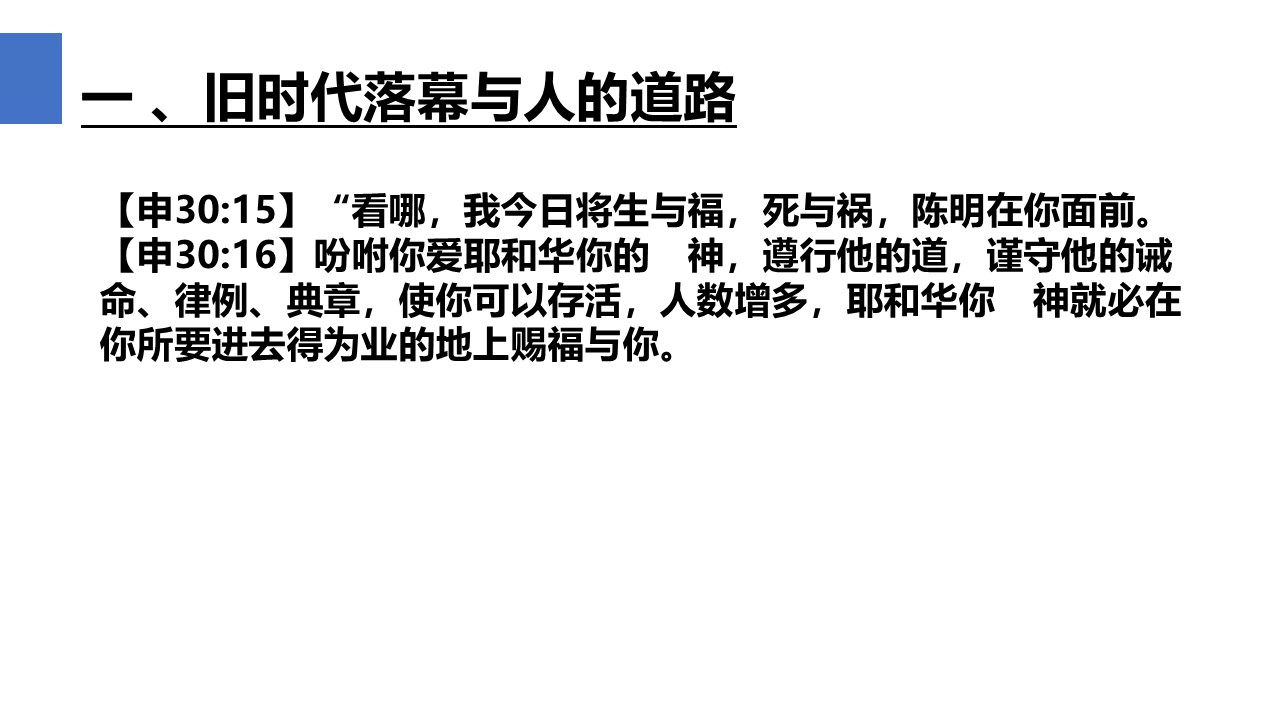 一 、旧时代落幕与人的道路
【申30:15】“看哪，我今日将生与福，死与祸，陈明在你面前。
【申30:16】吩咐你爱耶和华你的　神，遵行他的道，谨守他的诫
命、律例、典章，使你可以存活，人数增多，耶和华你　神就必在
你所要进去得为业的地上赐福与你。